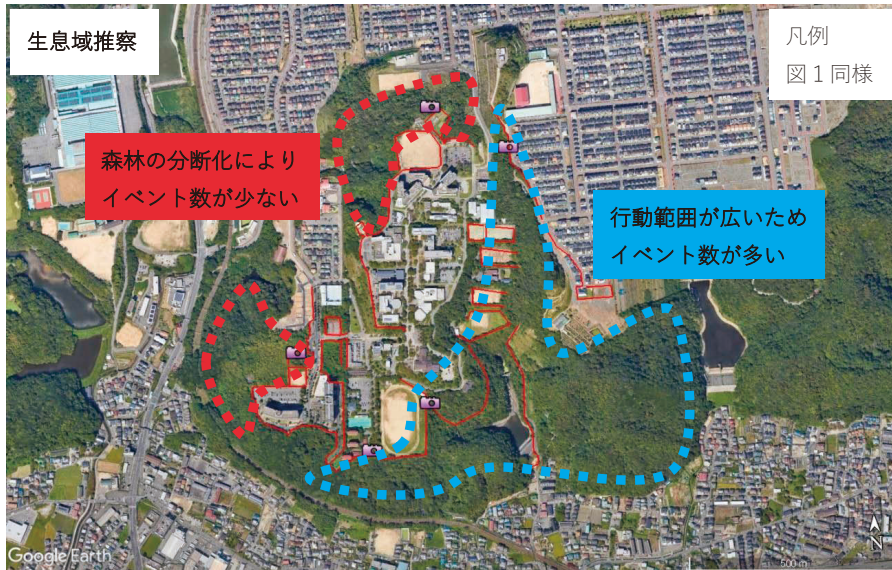 生息域推察
凡例
図1同様
森林の分断化により
イベント数が少ない
行動範囲が広いため
イベント数が多い
Google Earth
500 m
N